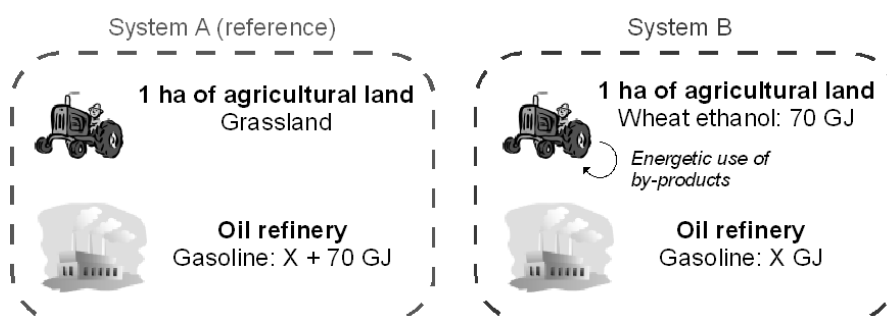 System A (reference)
1 ha of agricultural land
Grassland
Oil refinery
Gasoline: X + 70 GJ
System B
1 ha of agricultural land
Wheat ethanol: 70 GJ
Energetic use of
by-products
Oil refinery
Gasoline: X GJ